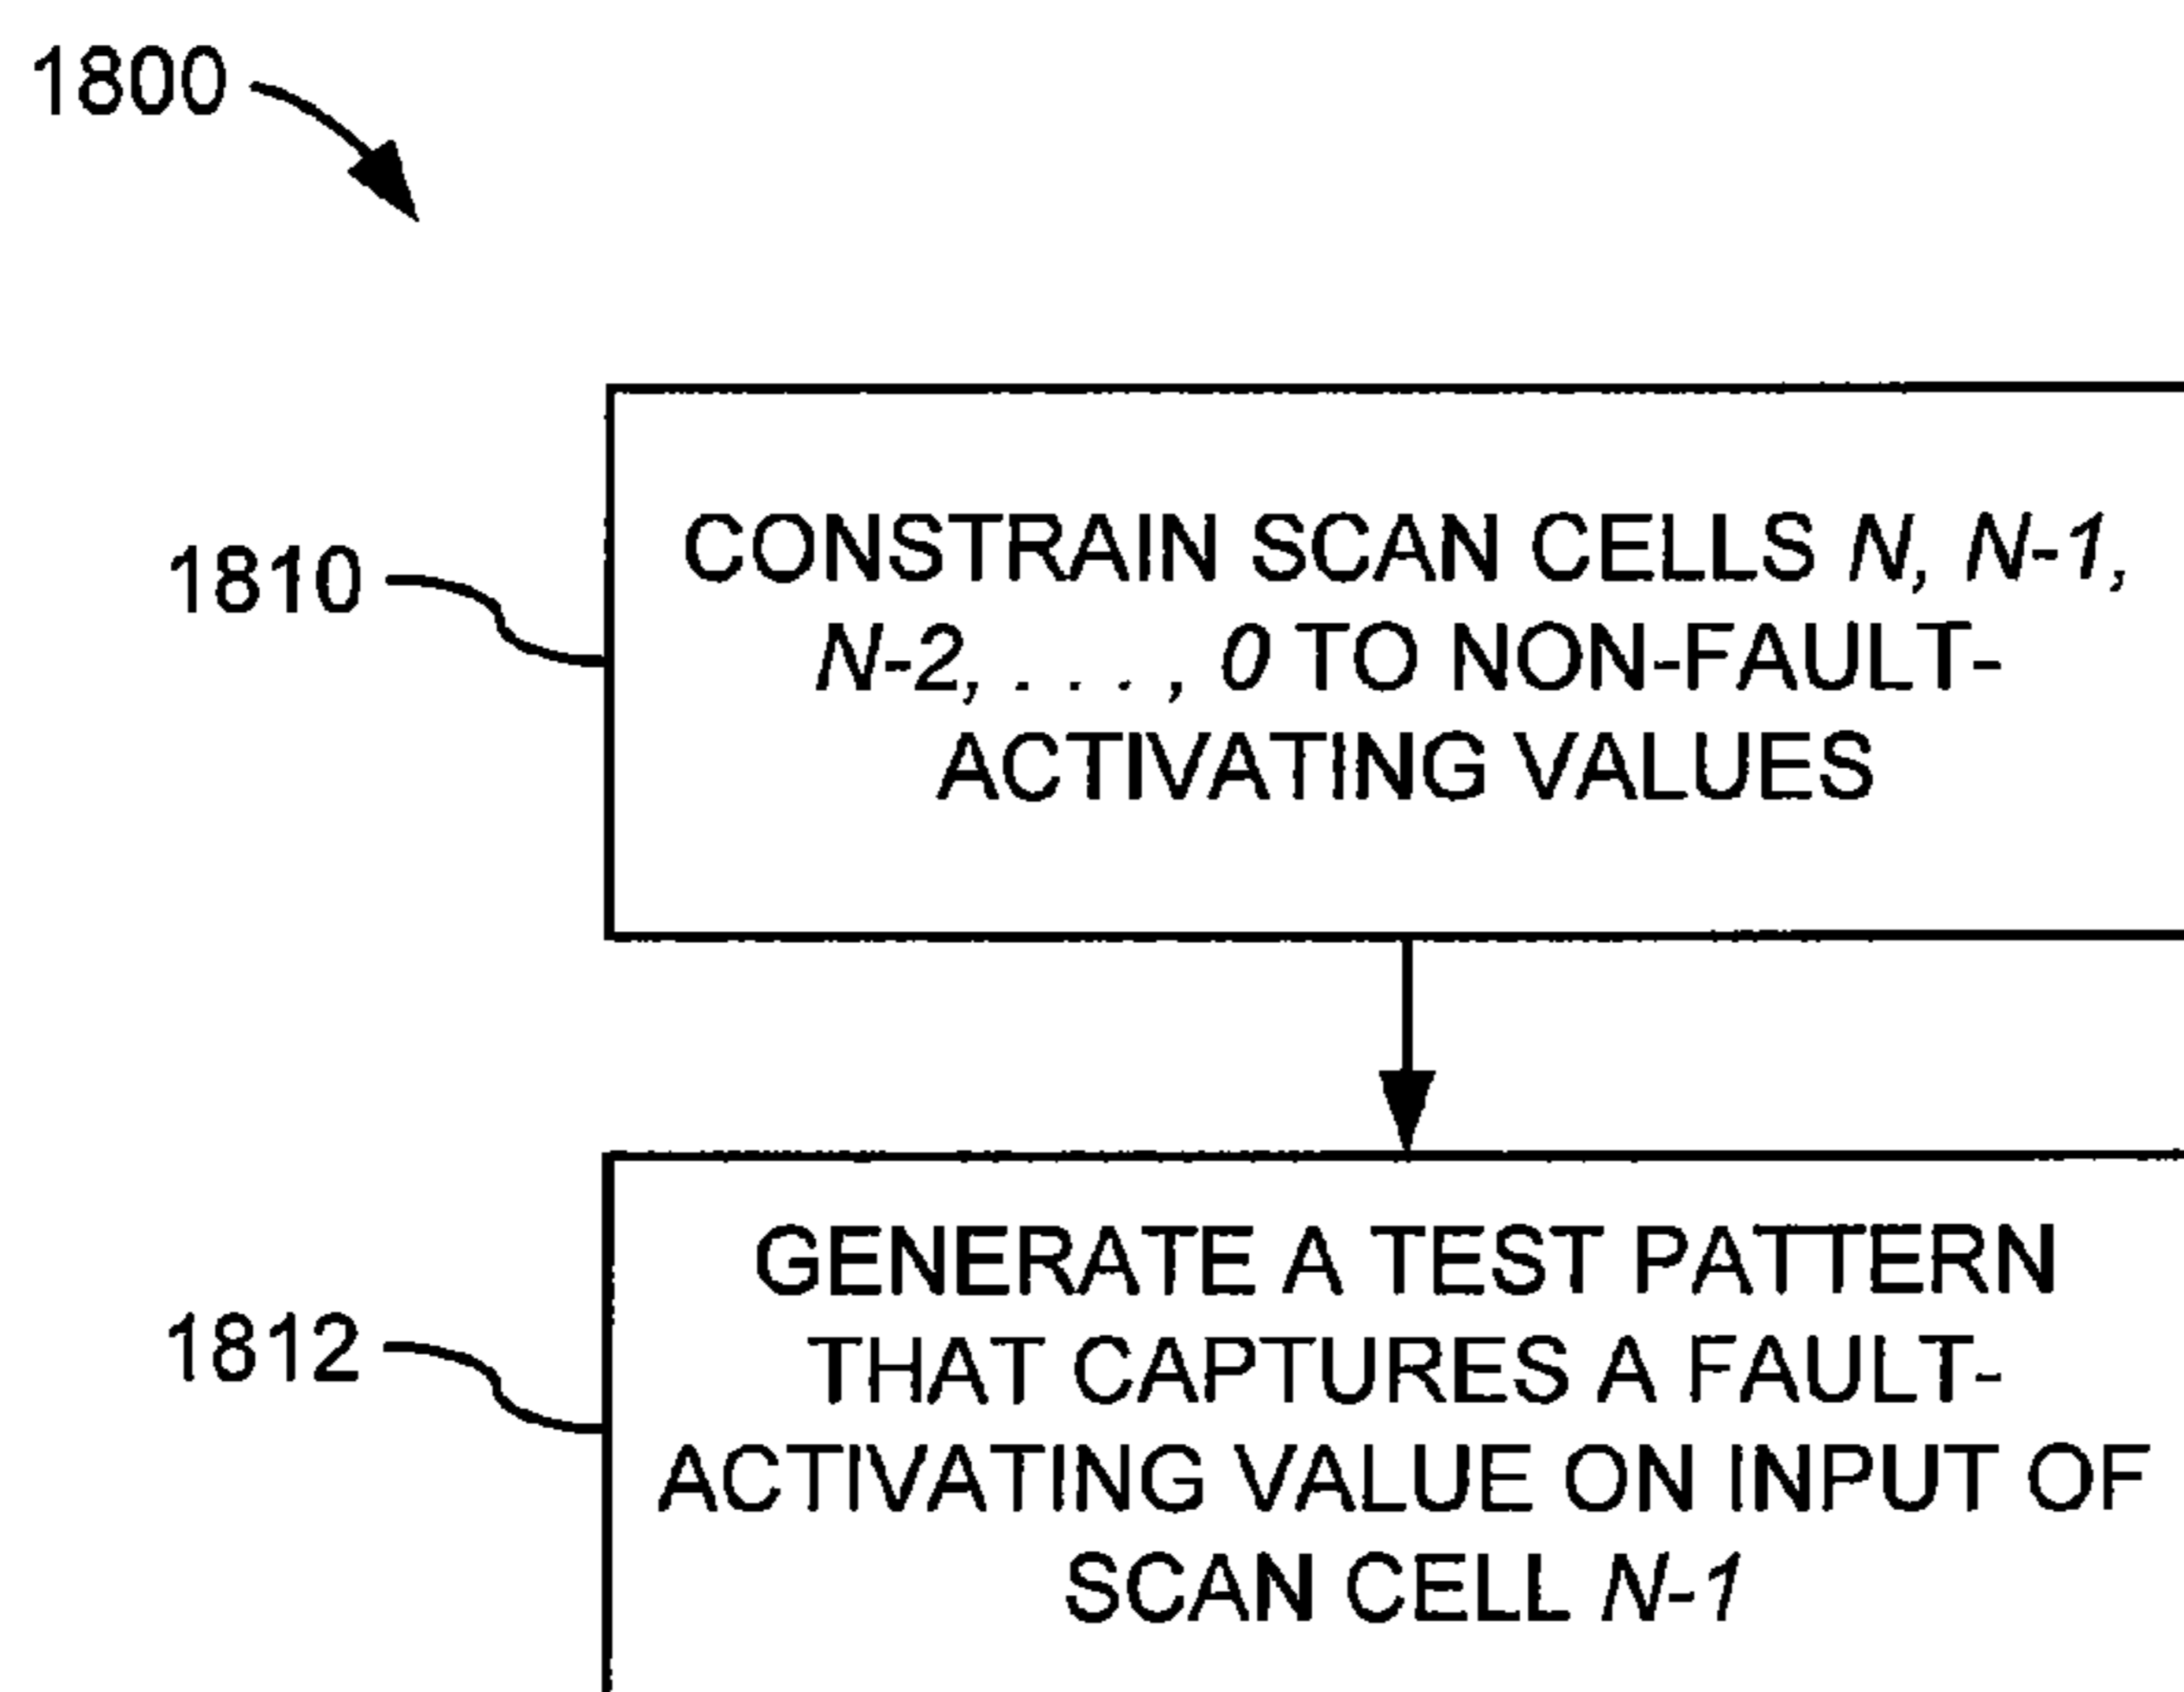 1800
1810
CONSTRAIN SCAN CELLS N, N-1,
N-2, . . . , 0 TO NON-FAULT-
ACTIVATING VALUES
1812
GENERATE A TEST PATTERN
THAT CAPTURES A FAULT-
ACTIVATING VALUE ON INPUT OF
SCAN CELL N-1